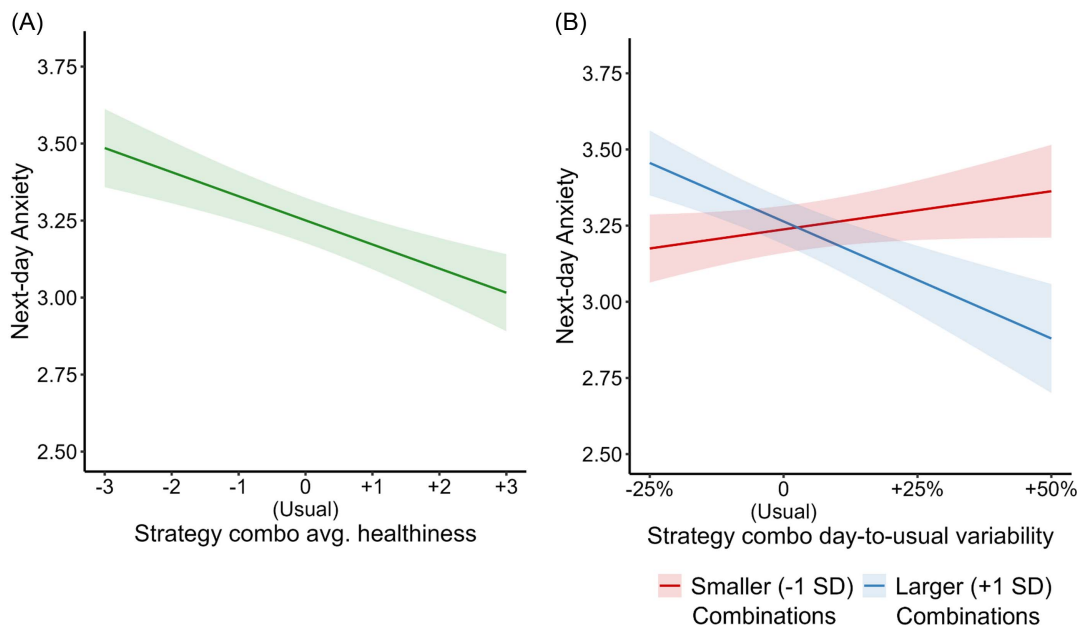 (A)
Next-day Anxiety
3.75
3.50
3.25
3.00
2.75
2.50
-3 -2 -1 0 +1 +2 +3
(Usual)
Strategy combo avg. healthiness
(B)
Next-day Anxiety
3.75
3.50
3.25
3.00
2.75
2.50
-25% 0 +25% +50%
(Usual)
Strategy combo day-to-usual variability
Smaller (-1 SD)
Combinations
Larger (+1 SD)
Combinations